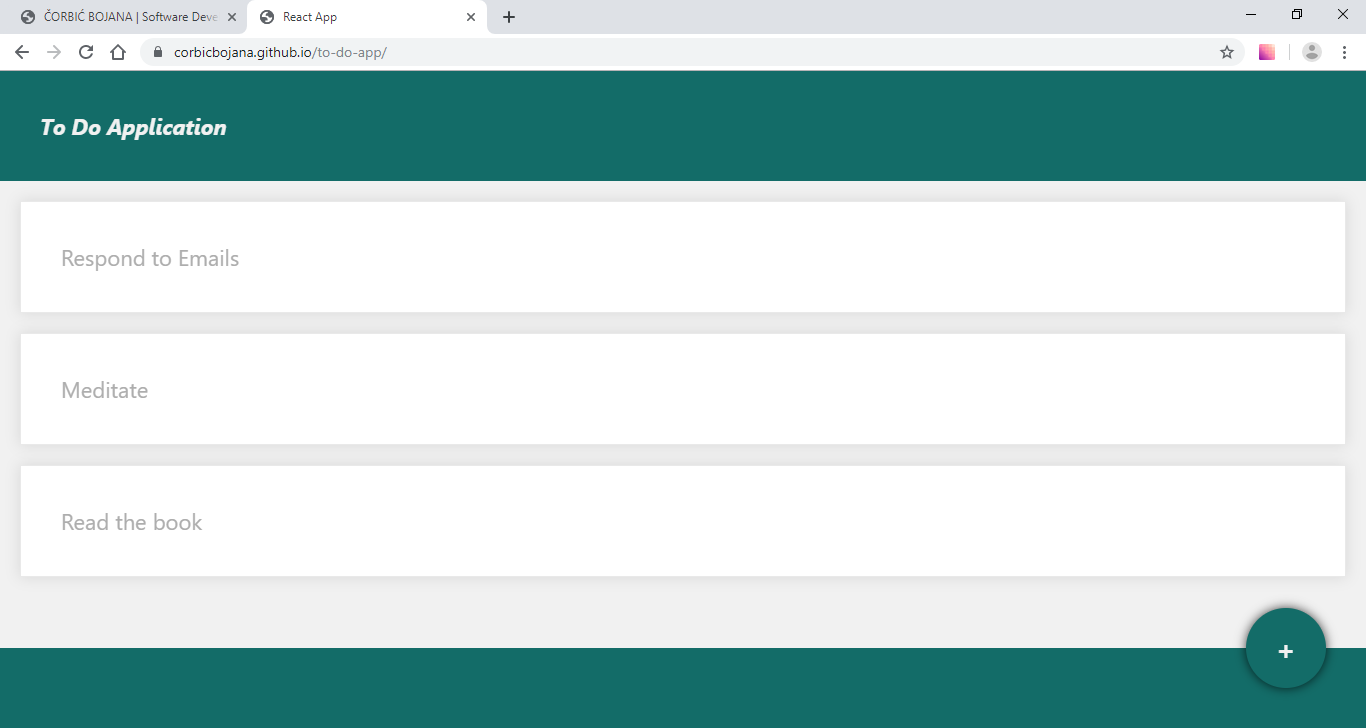 ČORBIĆ BOJANA | Software Deve
React App
corbicbojana.github.io/to-do-app/
To Do Application
Respond to Emails
Meditate
Read the book
+